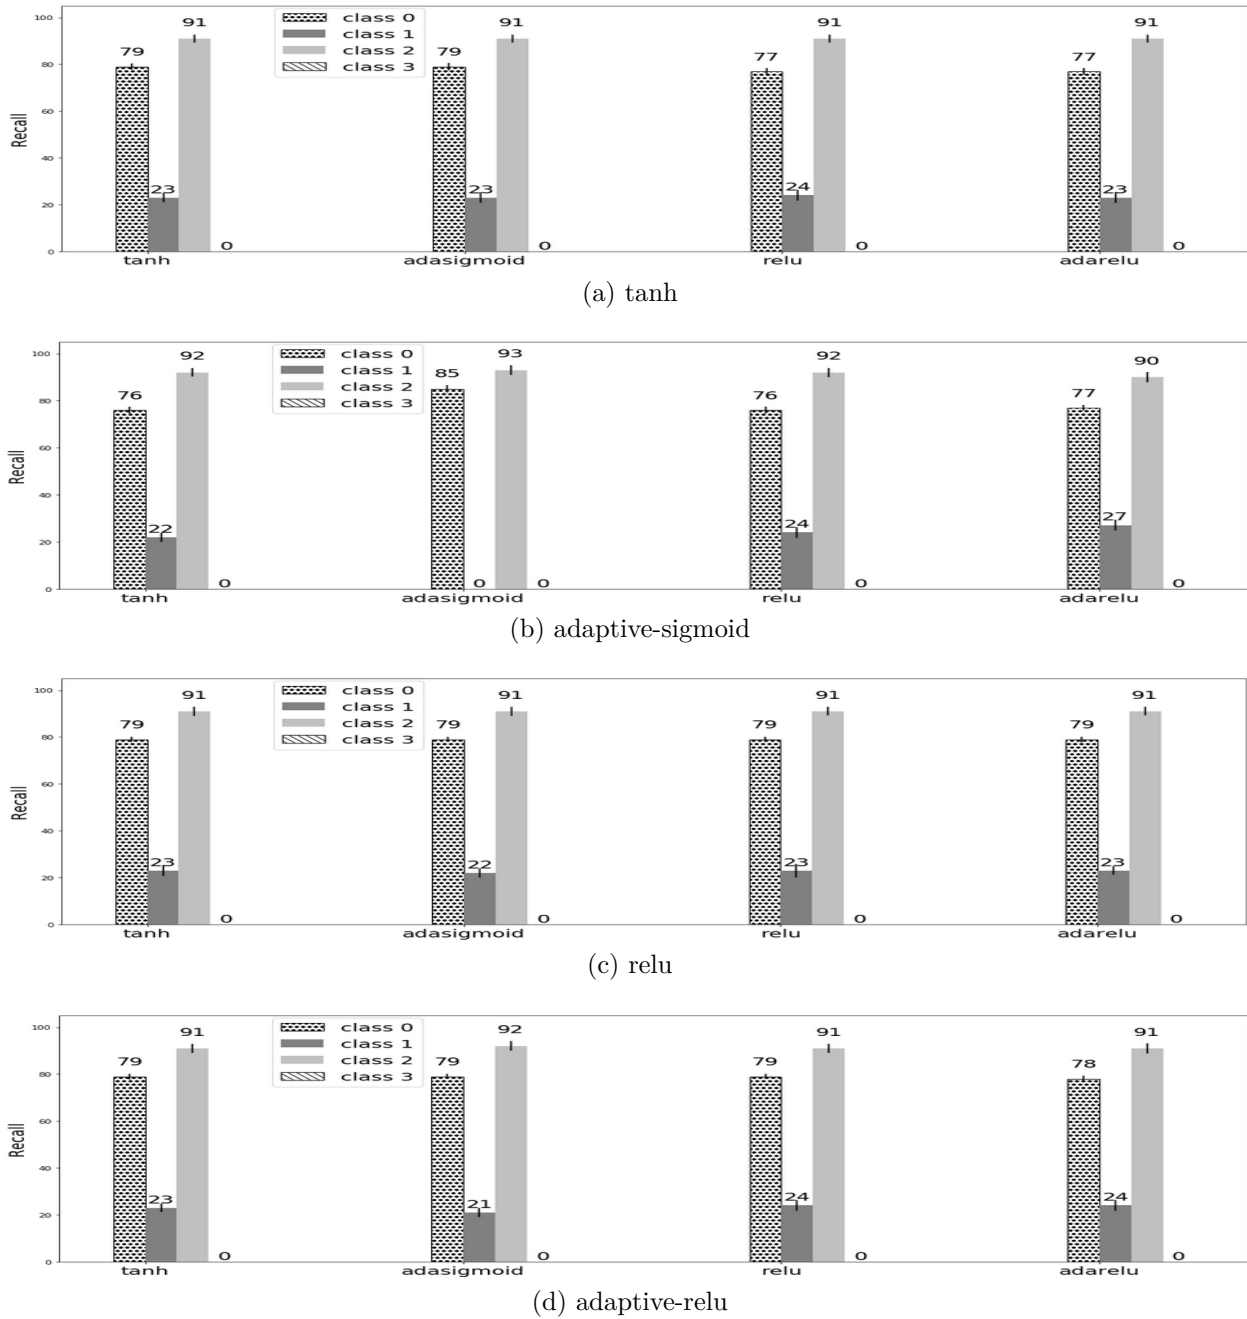 100
91
91
91
91
class 0
class 1
class 2
class 3
79
79
77
77
80
60
40
20
0
Recall
23
23
24
23
0
0
0
0
tanh
adasigmoid
relu
adarelu
(a) tanh
100
92
93
92
90
class 0
class 1
class 2
class 3
76
85
76
77
80
60
40
20
0
Recall
22
0
24
27
0
0
0
0
tanh
adasigmoid
relu
adarelu
(b) adaptive-sigmoid
100
91
91
91
91
class 0
class 1
class 2
class 3
79
79
79
79
80
60
40
20
0
Recall
23
22
23
23
0
0
0
0
tanh
adasigmoid
relu
adarelu
(c) relu
100
91
92
91
91
class 0
class 1
class 2
class 3
79
79
79
78
80
60
40
20
0
Recall
23
21
24
24
0
0
0
0
tanh
adasigmoid
relu
adarelu
(d) adaptive-relu